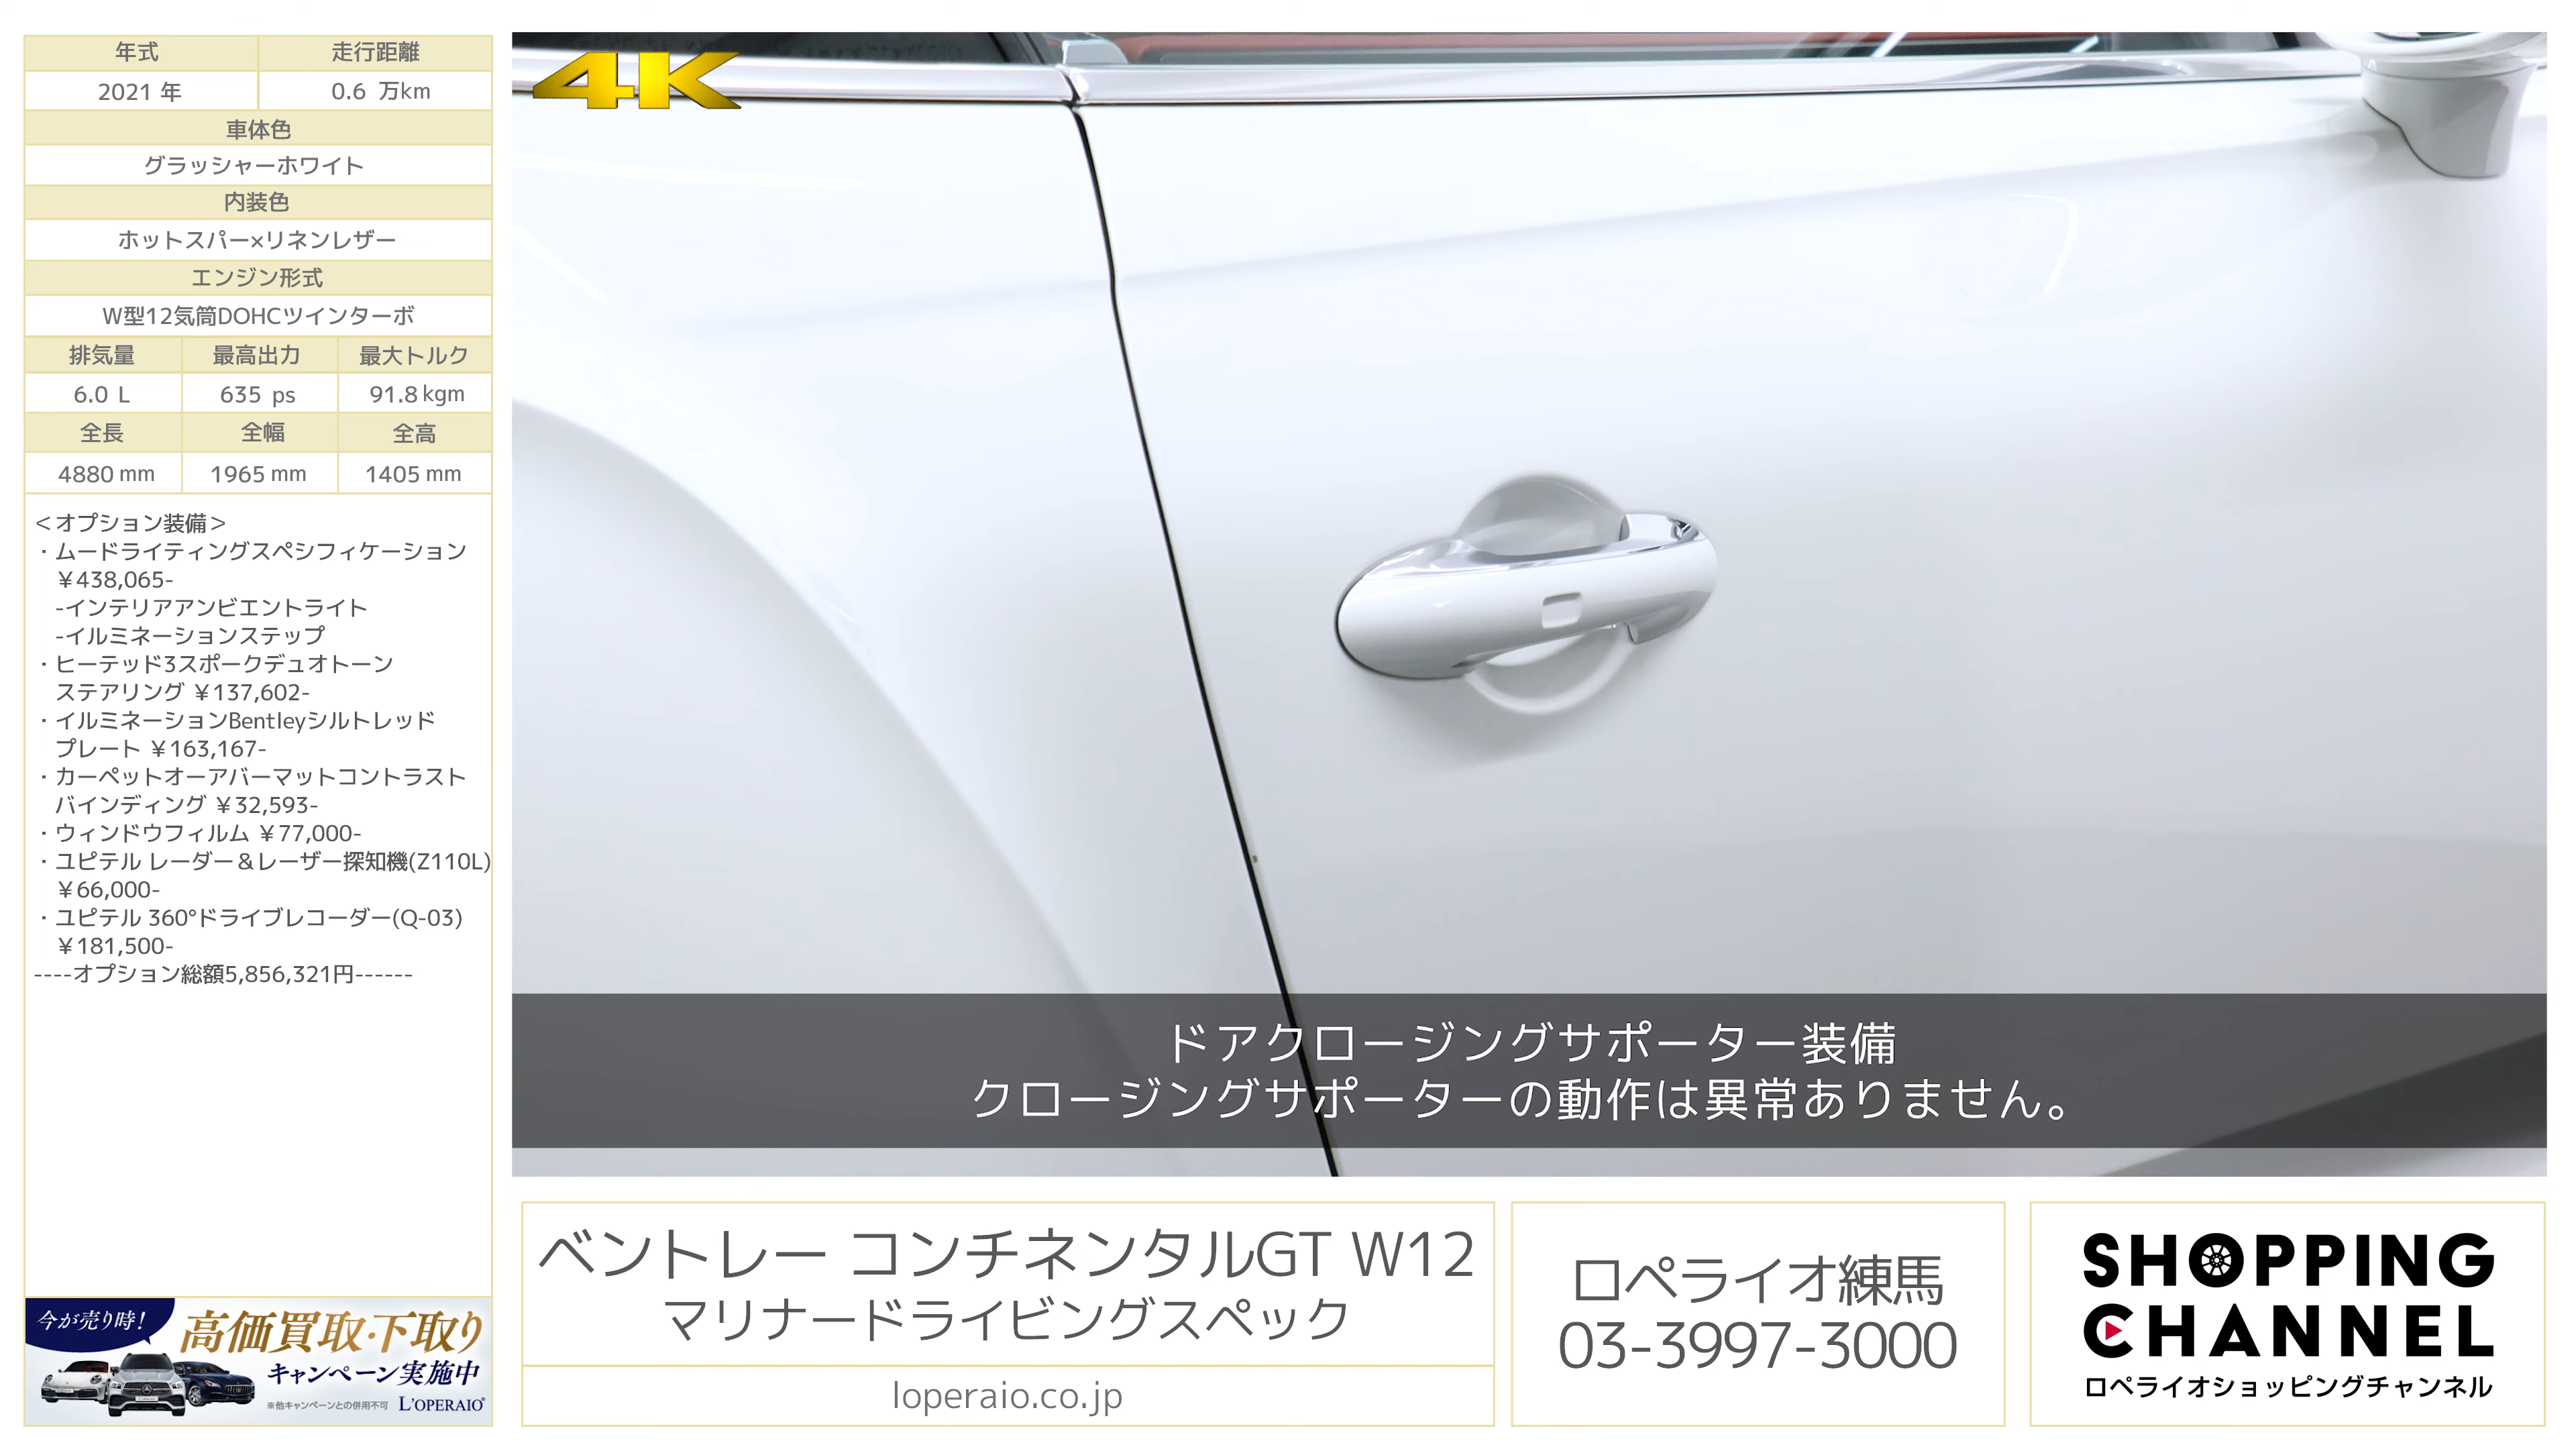 年式 走行距離
2021 年 0.6 万km
車体色
グラッシャーホワイト
内装色
ホットスパー×リネンレザー
エンジン形式
W型12気筒DOHCツインターボ
排気量 最高出力 最大トルク
6.0 L 635 ps 91.8 kgm
全長 全幅 全高
4880 mm 1965 mm 1405 mm
＜オプション装備＞
・ムードライティングスペシフィケーション
￥438,065-
-インテリアアンビエントライト
-イルミネーションステップ
・ヒーテッド3スポークデュオトーン
ステアリング ￥137,602-
・イルミネーションBentleyシルトレッド
プレート ￥163,167-
・カーペットオーアバーマットコントラスト
バインディング ￥32,593-
・ウィンドウフィルム ￥77,000-
・ユピテル レーダー＆レーザー探知機(Z110L)
￥66,000-
・ユピテル 360°ドライブレコーダー(Q-03)
￥181,500-
----オプション総額5,856,321円------
今が売り時！
高価買取・下取り
キャンペーン実施中
※他キャンペーンとの併用不可 L'OPERAIO
4K
ドアクロージングサポーター装備
クロージングサポーターの動作は異常ありません。
ベントレー コンチネンタルGT W12
マリナードライビングスペック
loperaio.co.jp
ロペライオ練馬
03-3997-3000
SHOPPING
CHANNEL
ロペライオショッピングチャンネル